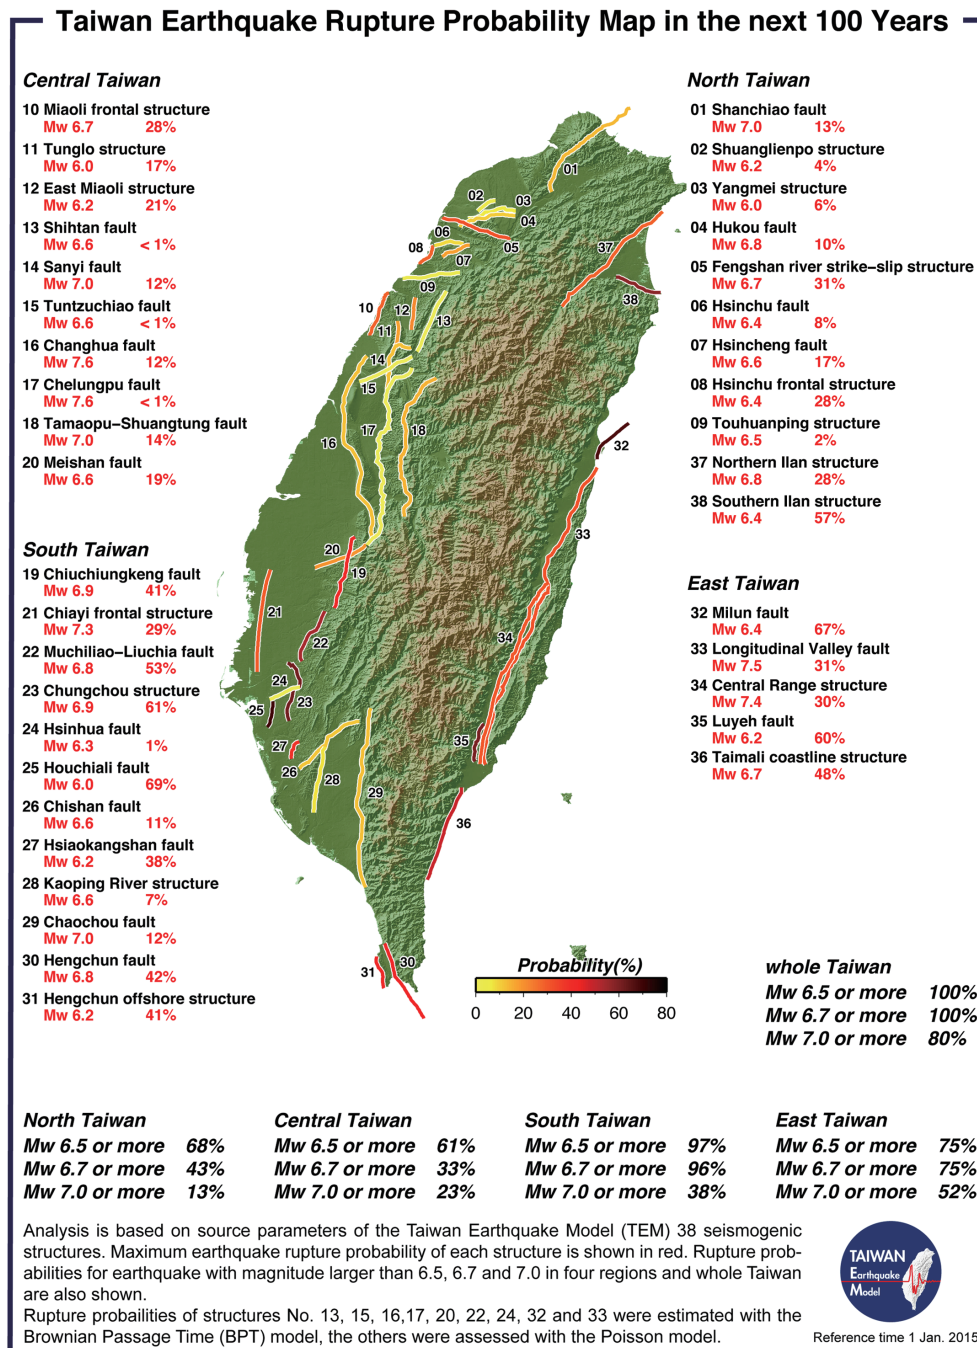 Taiwan Earthquake Rupture Probability Map in the next 100 Years
Central Taiwan
10 Miaoli frontal structure
Mw 6.7 28%
11 Tunglo structure
Mw 6.0 17%
12 East Miaoli structure
Mw 6.2 21%
13 Shihtan fault
Mw 6.6 < 1%
14 Sanyi fault
Mw 7.0 12%
15 Tuntzuchiao fault
Mw 6.6 < 1%
16 Changhua fault
Mw 7.6 12%
17 Chelungpu fault
Mw 7.6 < 1%
18 Tamaopu–Shuangtung fault
Mw 7.0 14%
20 Meishan fault
Mw 6.6 19%
South Taiwan
19 Chiuchiungkeng fault
Mw 6.9 41%
21 Chiayi frontal structure
Mw 7.3 29%
22 Muchiliao–Liuchia fault
Mw 6.8 53%
23 Chungchou structure
Mw 6.9 61%
24 Hsinhua fault
Mw 6.3 1%
25 Houchiali fault
Mw 6.0 69%
26 Chishan fault
Mw 6.6 11%
27 Hsiaokangshan fault
Mw 6.2 38%
28 Kaoping River structure
Mw 6.6 7%
29 Chaochou fault
Mw 7.0 12%
30 Hengchun fault
Mw 6.8 42%
31 Hengchun offshore structure
Mw 6.2 41%
North Taiwan
01 Shanchiao fault
Mw 7.0 13%
02 Shuanglienpo structure
Mw 6.2 4%
03 Yangmei structure
Mw 6.0 6%
04 Hukou fault
Mw 6.8 10%
05 Fengshan river strike–slip structure
Mw 6.7 31%
06 Hsinchu fault
Mw 6.4 8%
07 Hsincheng fault
Mw 6.6 17%
08 Hsinchu frontal structure
Mw 6.4 28%
09 Touhuanping structure
Mw 6.5 2%
37 Northern Ilan structure
Mw 6.8 28%
38 Southern Ilan structure
Mw 6.4 57%
East Taiwan
32 Milun fault
Mw 6.4 67%
33 Longitudinal Valley fault
Mw 7.5 31%
34 Central Range structure
Mw 7.4 30%
35 Luyeh fault
Mw 6.2 60%
36 Taimali coastline structure
Mw 6.7 48%
01
02
03
04
05
06
07
08
09
37
38
10
11
12
13
14
15
16
17
18
32
33
20
19
21
22
34
24
23
25
27
26
28
29
35
36
31
30
Probability(%)
0 20 40 60 80
whole Taiwan
Mw 6.5 or more 100%
Mw 6.7 or more 100%
Mw 7.0 or more 80%
North Taiwan
Mw 6.5 or more 68%
Mw 6.7 or more 43%
Mw 7.0 or more 13%
Central Taiwan
Mw 6.5 or more 61%
Mw 6.7 or more 33%
Mw 7.0 or more 23%
South Taiwan
Mw 6.5 or more 97%
Mw 6.7 or more 96%
Mw 7.0 or more 38%
East Taiwan
Mw 6.5 or more 75%
Mw 6.7 or more 75%
Mw 7.0 or more 52%
Analysis is based on source parameters of the Taiwan Earthquake Model (TEM) 38 seismogenic
structures. Maximum earthquake rupture probability of each structure is shown in red. Rupture prob-
abilities for earthquake with magnitude larger than 6.5, 6.7 and 7.0 in four regions and whole Taiwan
are also shown.
Rupture probailities of structures No. 13, 15, 16,17, 20, 22, 24, 32 and 33 were estimated with the
Brownian Passage Time (BPT) model, the others were assessed with the Poisson model.
TAIWAN
Earthquake
Model
Reference time 1 Jan. 2015